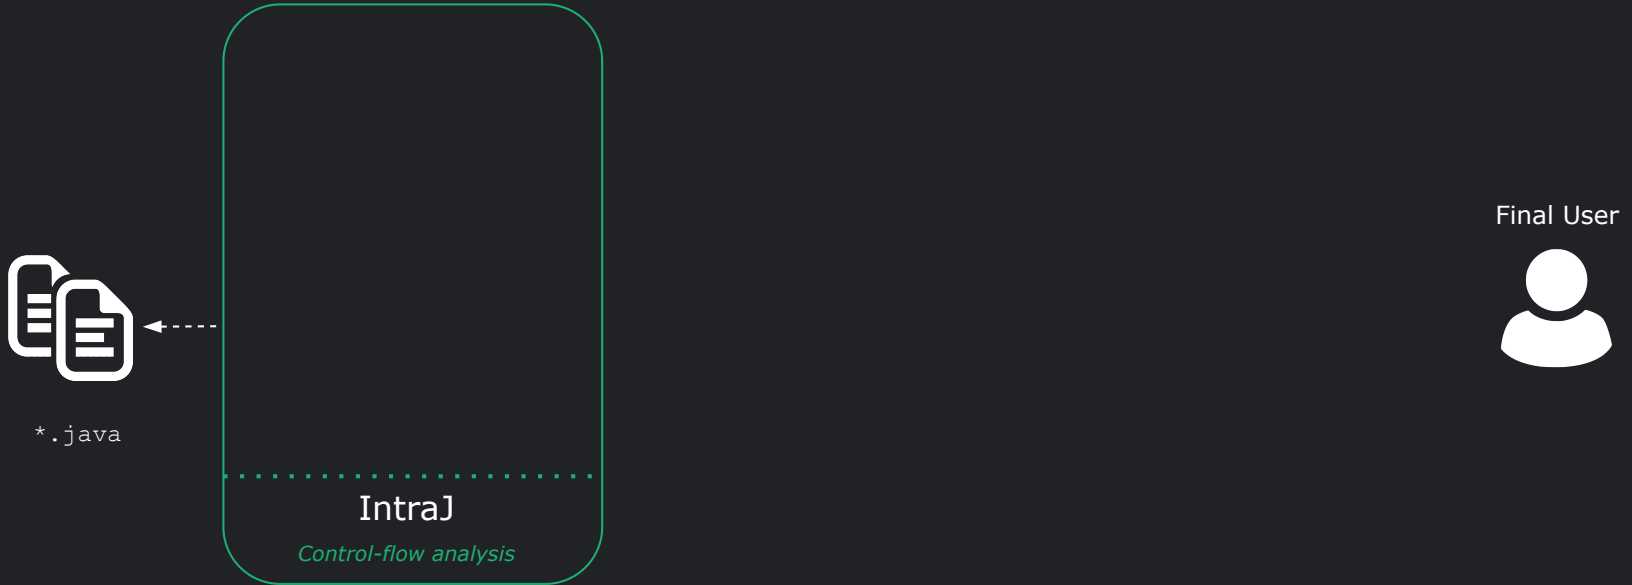 Final User
*.java
IntraJ
Control-flow analysis